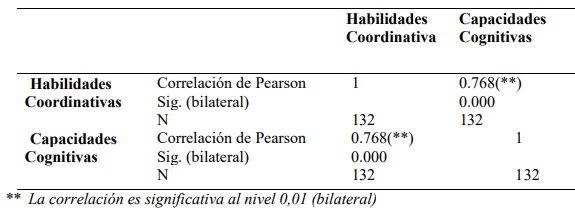 Habilidades Capacidades
Coordinativa Cognitivas
Habilidades Correlación de Pearson 1 0.768(**)
Coordinativas Sig. (bilateral) 0.000
N 132 132
Capacidades Correlación de Pearson 0.768(**) 1
Cognitivas Sig. (bilateral) 0.000
N 132 132
** La correlación es significativa al nivel 0,01 (bilateral)